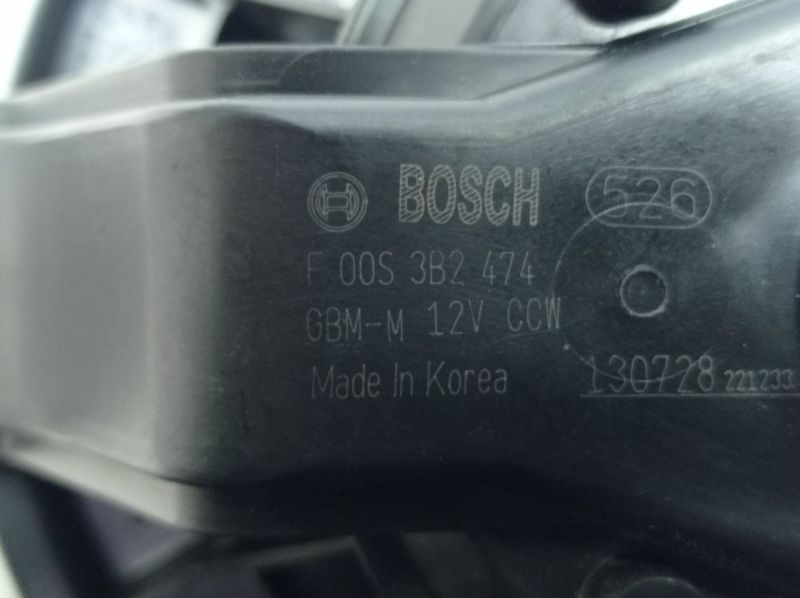 BOSCH 526
F 00S 3B2 474
GBM-M 12V CCW
Made In Korea 130728 221233